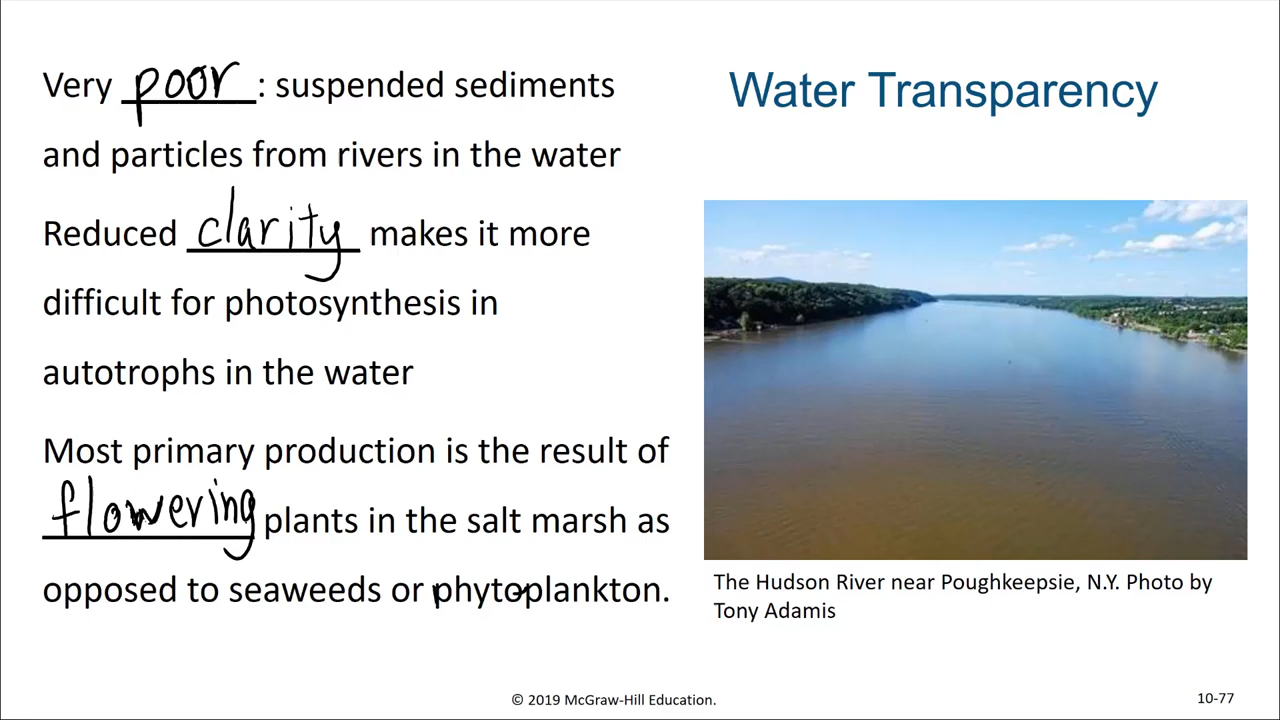 Very poor : suspended sediments
and particles from rivers in the water
Reduced clarity makes it more
difficult for photosynthesis in
autotrophs in the water
Most primary production is the result of
flowering plants in the salt marsh as
opposed to seaweeds or phytoplankton.
Water Transparency
The Hudson River near Poughkeepsie, N.Y. Photo by
Tony Adamis
© 2019 McGraw-Hill Education.
10-77